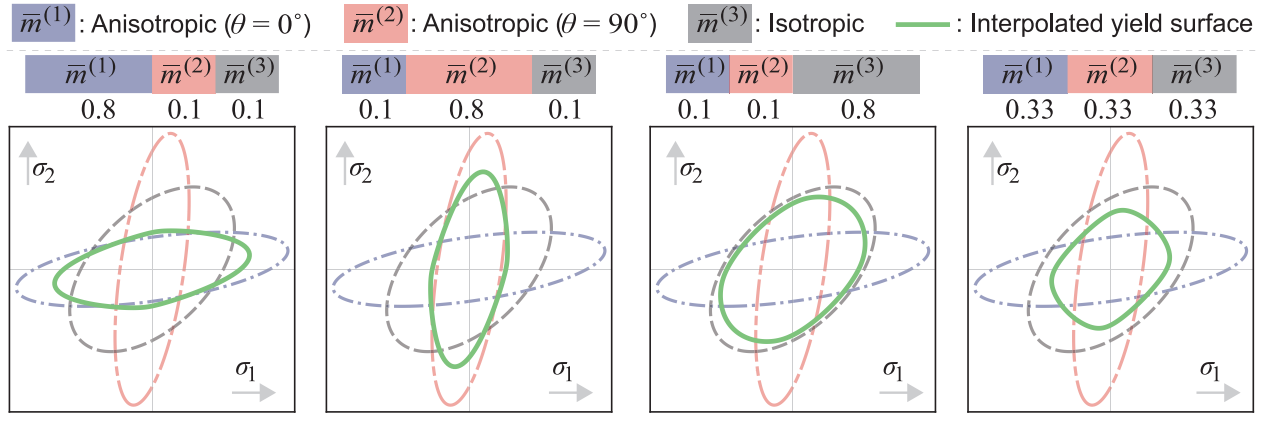 m̅⁽¹⁾ : Anisotropic (θ = 0°) m̅⁽²⁾ : Anisotropic (θ = 90°) m̅⁽³⁾ : Isotropic : Interpolated yield surface
m̅⁽¹⁾ m̅⁽²⁾ m̅⁽³⁾ m̅⁽¹⁾ m̅⁽²⁾ m̅⁽³⁾ m̅⁽¹⁾ m̅⁽²⁾ m̅⁽³⁾ m̅⁽¹⁾ m̅⁽²⁾ m̅⁽³⁾
0.8 0.1 0.1 0.1 0.8 0.1 0.1 0.1 0.8 0.33 0.33 0.33
σ₂ σ₂ σ₂ σ₂
σ₁ σ₁ σ₁ σ₁